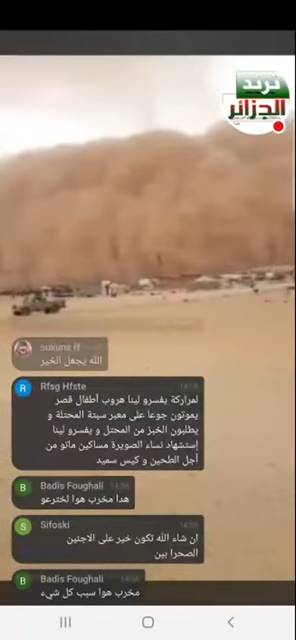 ترند
الجزائر
sukuna ff
الله يجعل الخير
Rfsg Hfste
لمراركة يفسرو لينا هروب أطفال قصر
يموتون جوعا على معبر سبتة المحتلة و
يطلبون الخبز من المحتل و يفسرو لينا
إستشهاد نساء الصويرة مساكين ماتو من
أجل الطحين و كيس سميد
Badis Foughali
هدا مخرب هوا لخترعو
Sifoski
ان شاء الله تكون خير على الاجئين
الصحرا بين
Badis Foughali
مخرب هوا سبب كل شيء